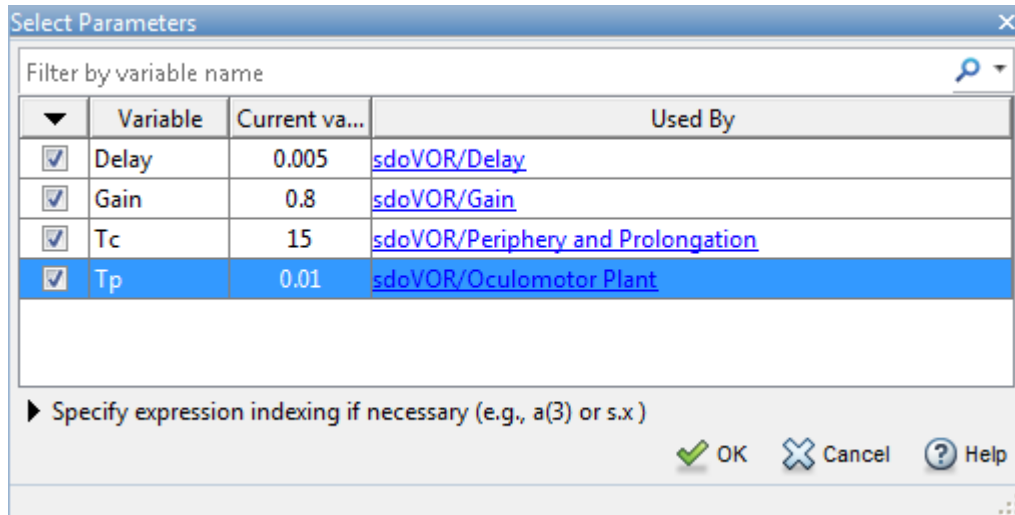 Select Parameters
Filter by variable name
Variable Current va... Used By
Delay 0.005 sdoVOR/Delay
Gain 0.8 sdoVOR/Gain
Tc 15 sdoVOR/Periphery and Prolongation
Tp 0.01 sdoVOR/Oculomotor Plant
Specify expression indexing if necessary (e.g., a(3) or s.x )
OK Cancel Help